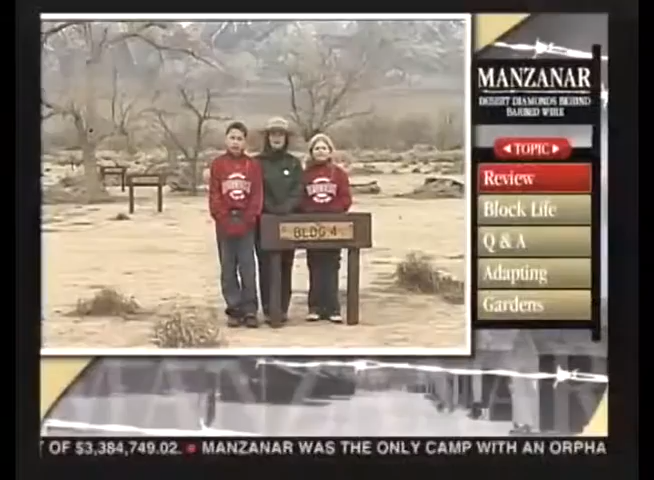 MANZANAR
DESERT DIAMONDS BEHIND
BARBED WIRE
TOPIC
Review
Block Life
Q & A
Adapting
Gardens
BLDG 4
T OF $3,384,749.02. ● MANZANAR WAS THE ONLY CAMP WITH AN ORPHA